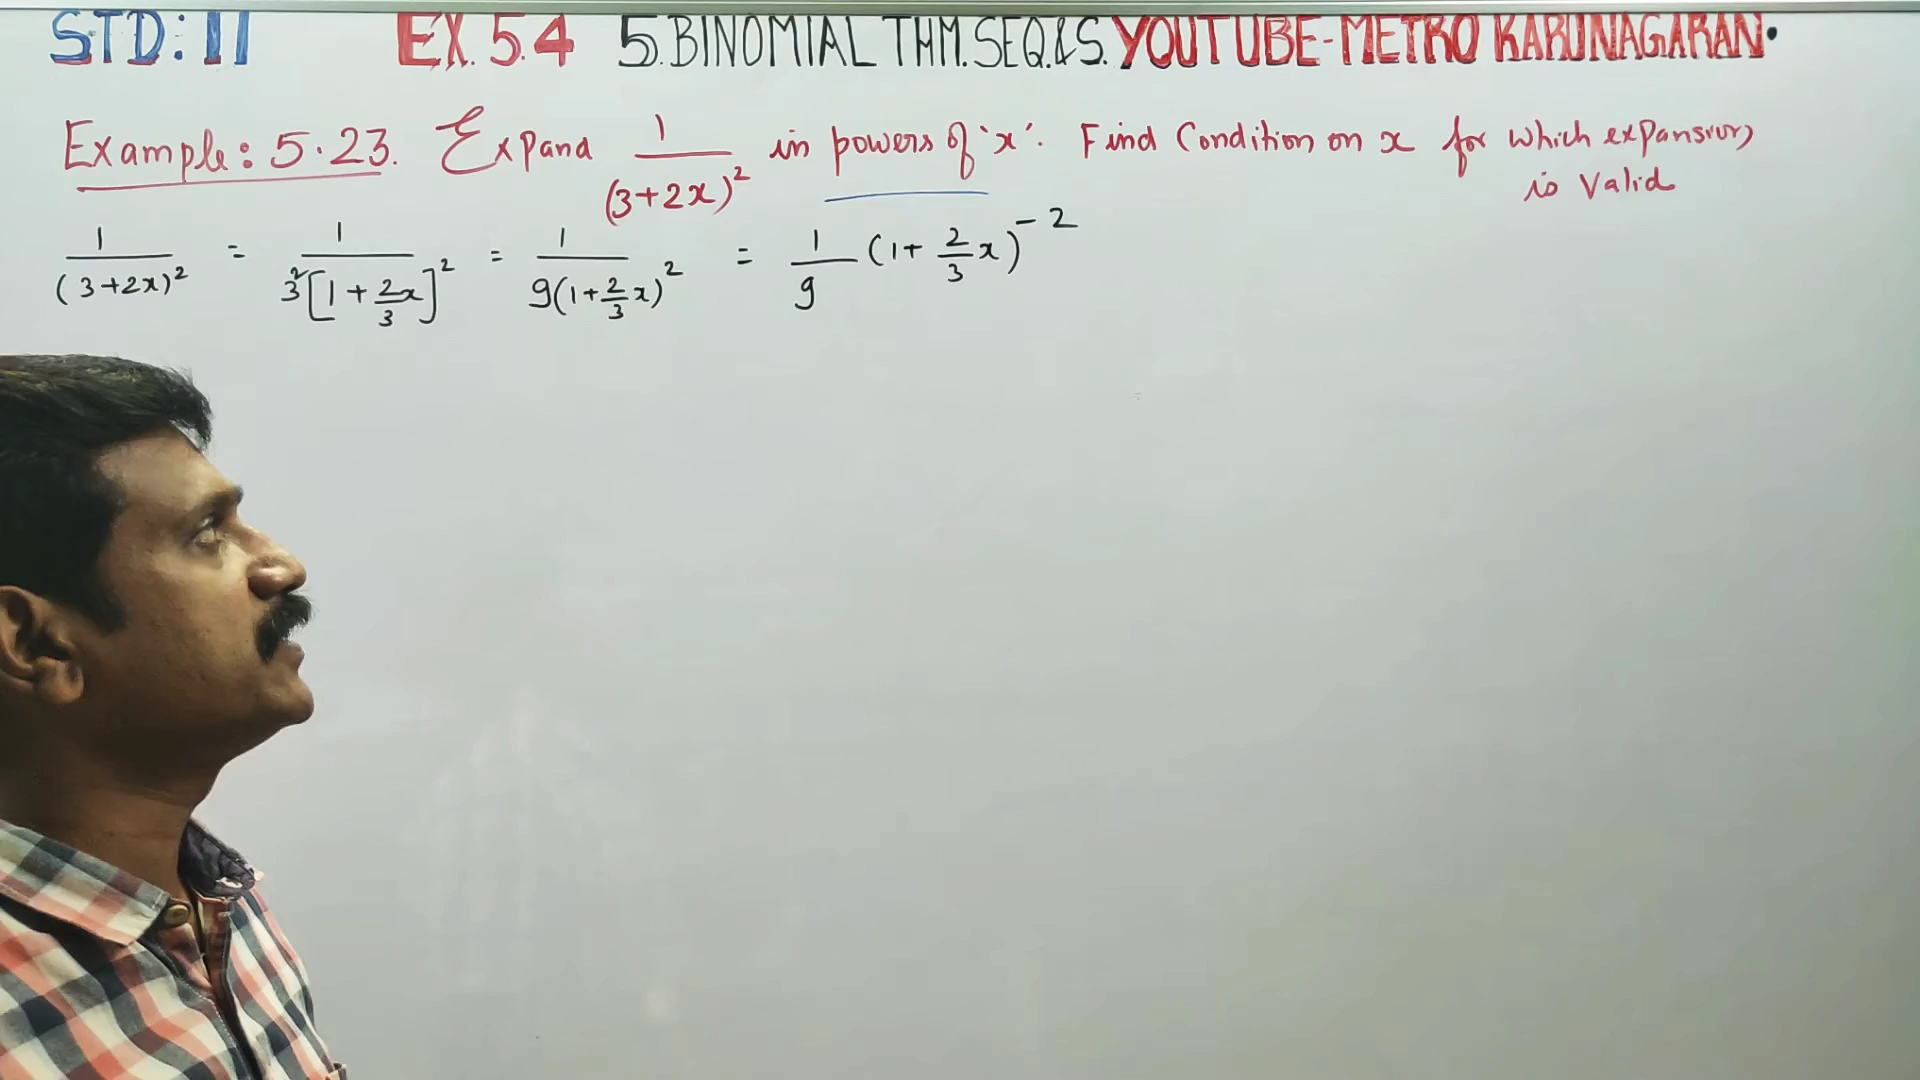 STD: 11 EX. 5.4 5. BINOMIAL THM. SEQ.&S. YOUTUBE-METRO KARUNAGARAN.
Example: 5.23. Expand 1/(3+2x)² in powers of 'x'. Find Condition on x for which expansion
is Valid
1/(3+2x)² = 1/3²[1+2x/3]² = 1/9(1+2/3 x)² = 1/9 (1+ 2/3 x)⁻²